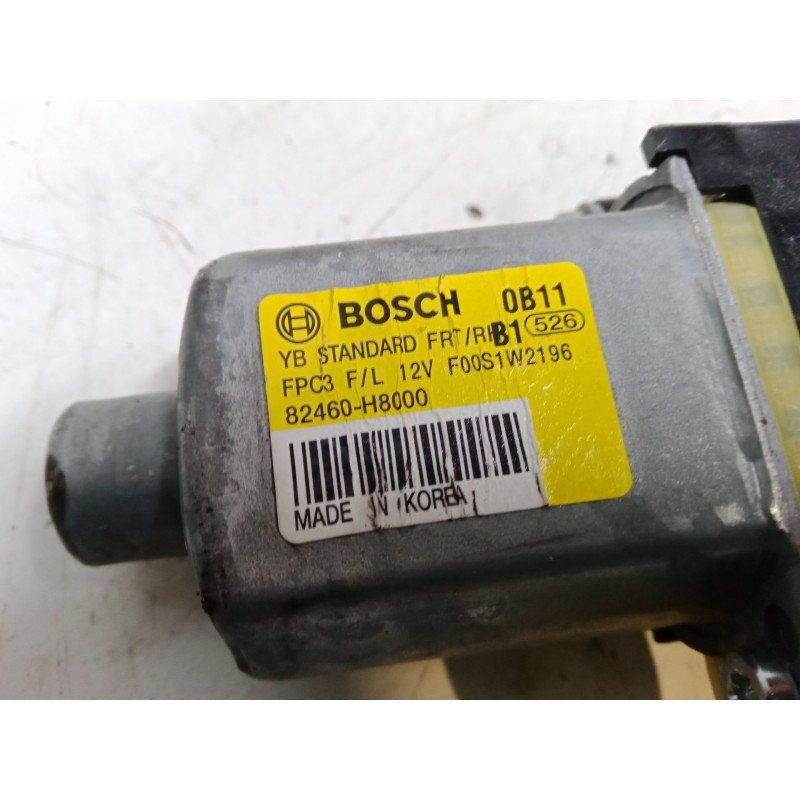 BOSCH 0B11
YB STANDARD FRT/RH B1 526
FPC3 F/L 12V F00S1W2196
82460-H8000
MADE IN KOREA